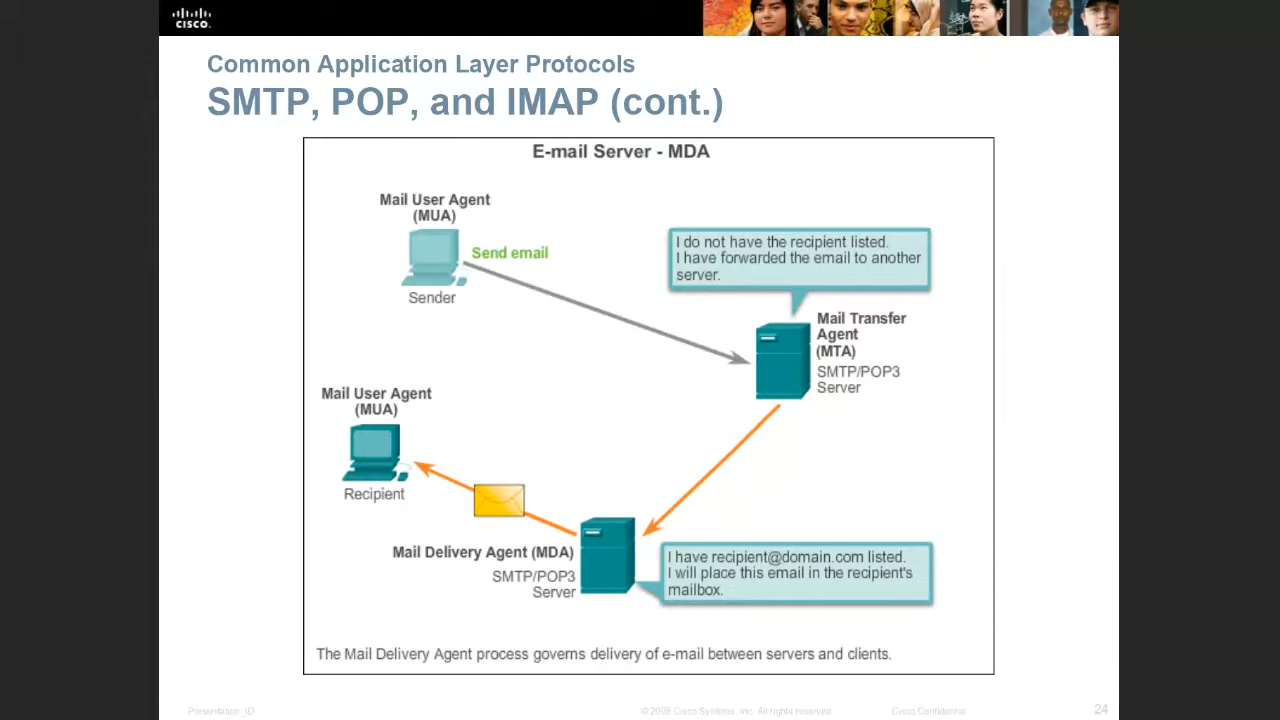 CISCO
Common Application Layer Protocols
SMTP, POP, and IMAP (cont.)
E-mail Server - MDA
Mail User Agent
(MUA)
Send email
Sender
I do not have the recipient listed.
I have forwarded the email to another
server.
Mail Transfer
Agent
(MTA)
SMTP/POP3
Server
Mail User Agent
(MUA)
Recipient
Mail Delivery Agent (MDA)
SMTP/POP3
Server
I have recipient@domain.com listed.
I will place this email in the recipient's
mailbox.
The Mail Delivery Agent process governs delivery of e-mail between servers and clients.
Presentation_ID
© 2008 Cisco Systems, Inc. All rights reserved.
Cisco Confidential
24